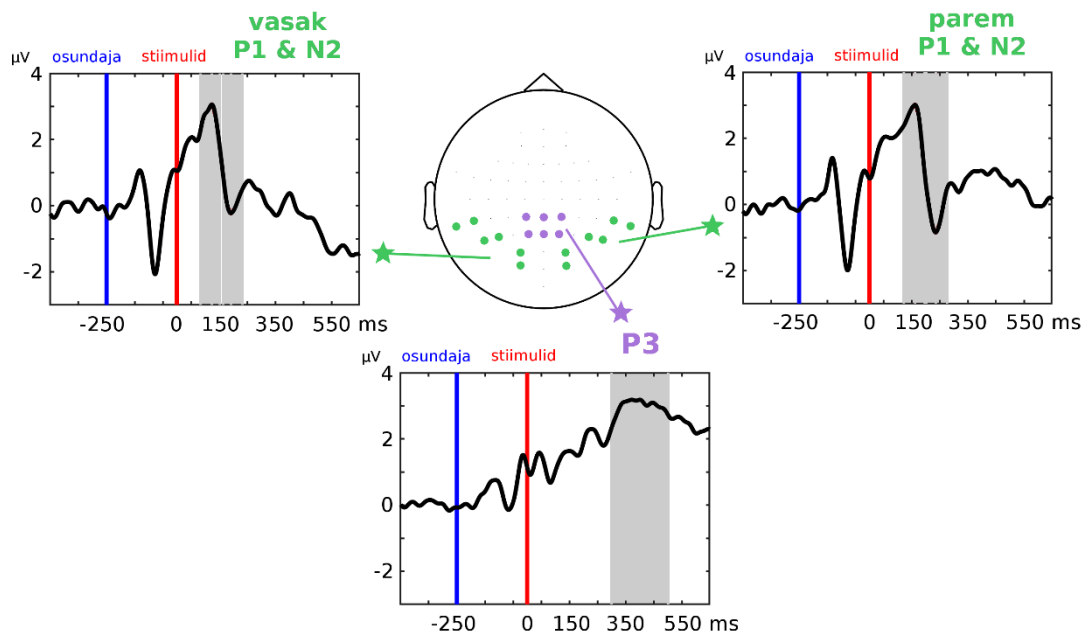 vasak
P1 & N2
µV
osundaja
stiimulid
4
2
0
-2
-250
0
150
350
550 ms
parem
P1 & N2
µV
osundaja
stiimulid
4
2
0
-2
-250
0
150
350
550 ms
P3
µV
osundaja
stiimulid
4
2
0
-2
-250
0
150
350
550 ms